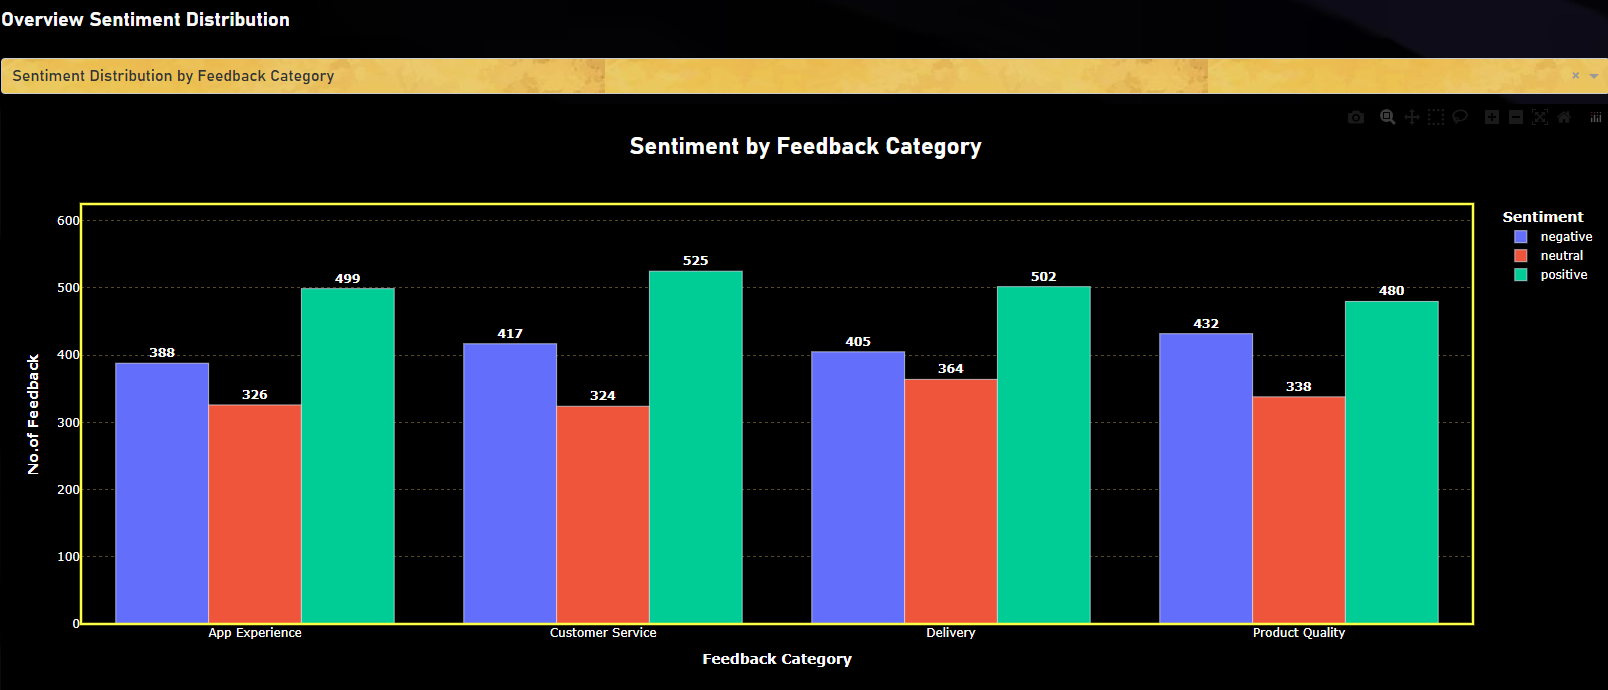 Overview Sentiment Distribution
Sentiment Distribution by Feedback Category
Sentiment by Feedback Category
600
500
400
300
200
100
0
No.of Feedback
388
326
499
417
324
525
405
364
502
432
338
480
App Experience
Customer Service
Delivery
Product Quality
Feedback Category
Sentiment
negative
neutral
positive